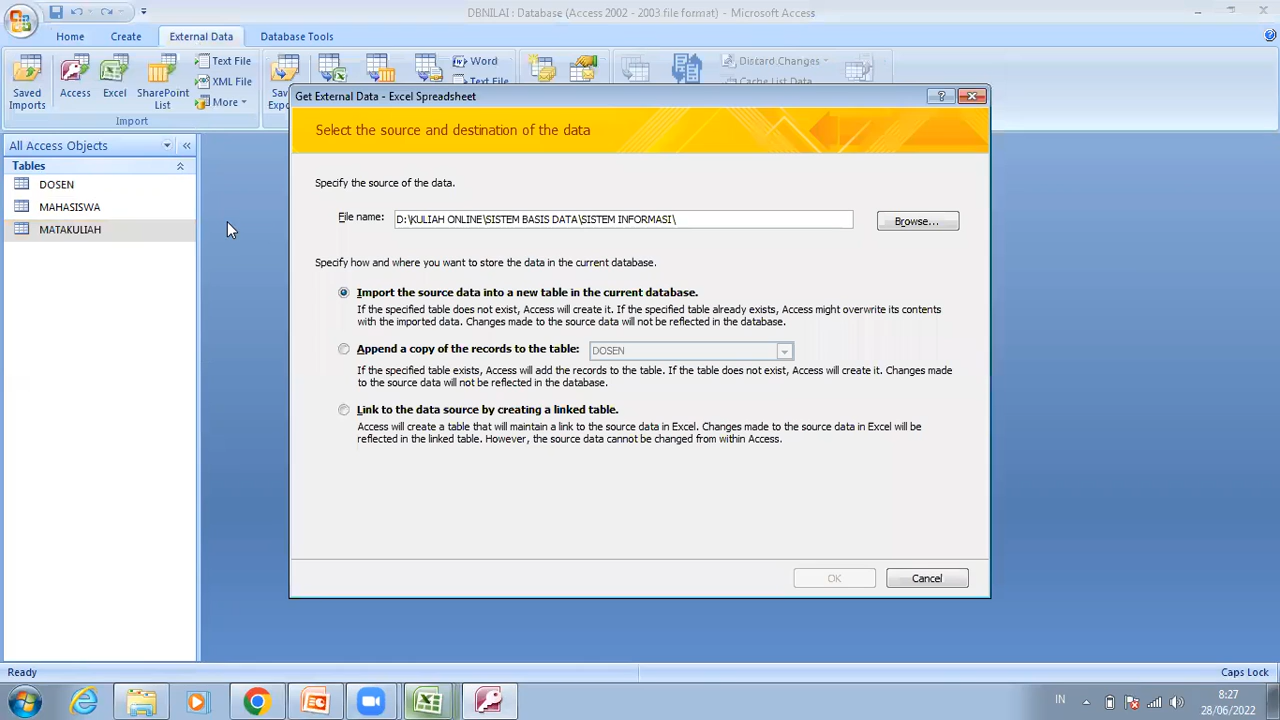 DBNILAI : Database (Access 2002 - 2003 file format) - Microsoft Access
Home
Create
External Data
Database Tools
Saved Imports
Access
Excel
SharePoint List
Text File
XML File
More
Import
Word
Text File
Discard Changes
Cache List Data
Get External Data - Excel Spreadsheet
Select the source and destination of the data
Specify the source of the data.
File name:
D:\KULIAH ONLINE\SISTEM BASIS DATA\SISTEM INFORMASI\
Browse...
Specify how and where you want to store the data in the current database.
Import the source data into a new table in the current database.
If the specified table does not exist, Access will create it. If the specified table already exists, Access might overwrite its contents
with the imported data. Changes made to the source data will not be reflected in the database.
Append a copy of the records to the table:
DOSEN
If the specified table exists, Access will add the records to the table. If the table does not exist, Access will create it. Changes made
to the source data will not be reflected in the database.
Link to the data source by creating a linked table.
Access will create a table that will maintain a link to the source data in Excel. Changes made to the source data in Excel will be
reflected in the linked table. However, the source data cannot be changed from within Access.
OK
Cancel
All Access Objects
Tables
DOSEN
MAHASISWA
MATAKULIAH
Ready
Caps Lock
IN
8:27
28/06/2022